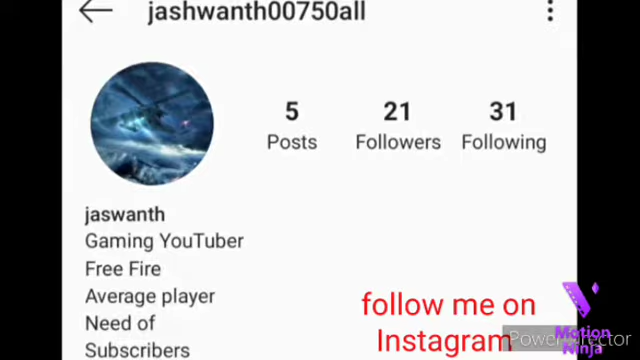 jashwanth00750all
5 21 31
Posts Followers Following
jaswanth
Gaming YouTuber
Free Fire
Average player
Need of
Subscribers
follow me on
Instagram
PowerDirector
Motion
Ninja